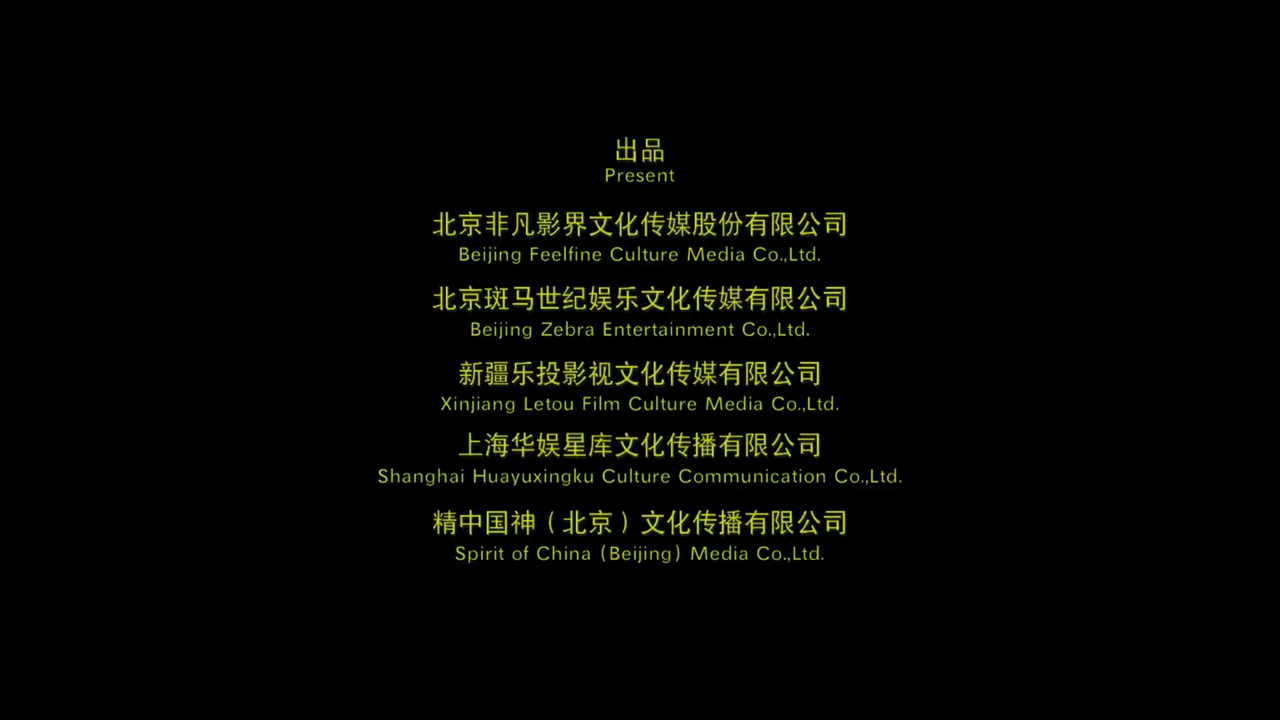 出品
Present
北京非凡影界文化传媒股份有限公司
Beijing Feelfine Culture Media Co.,Ltd.
北京斑马世纪娱乐文化传媒有限公司
Beijing Zebra Entertainment Co.,Ltd.
新疆乐投影视文化传媒有限公司
Xinjiang Letou Film Culture Media Co.,Ltd.
上海华娱星库文化传播有限公司
Shanghai Huayuxingku Culture Communication Co.,Ltd.
精中国神（北京）文化传播有限公司
Spirit of China (Beijing) Media Co.,Ltd.